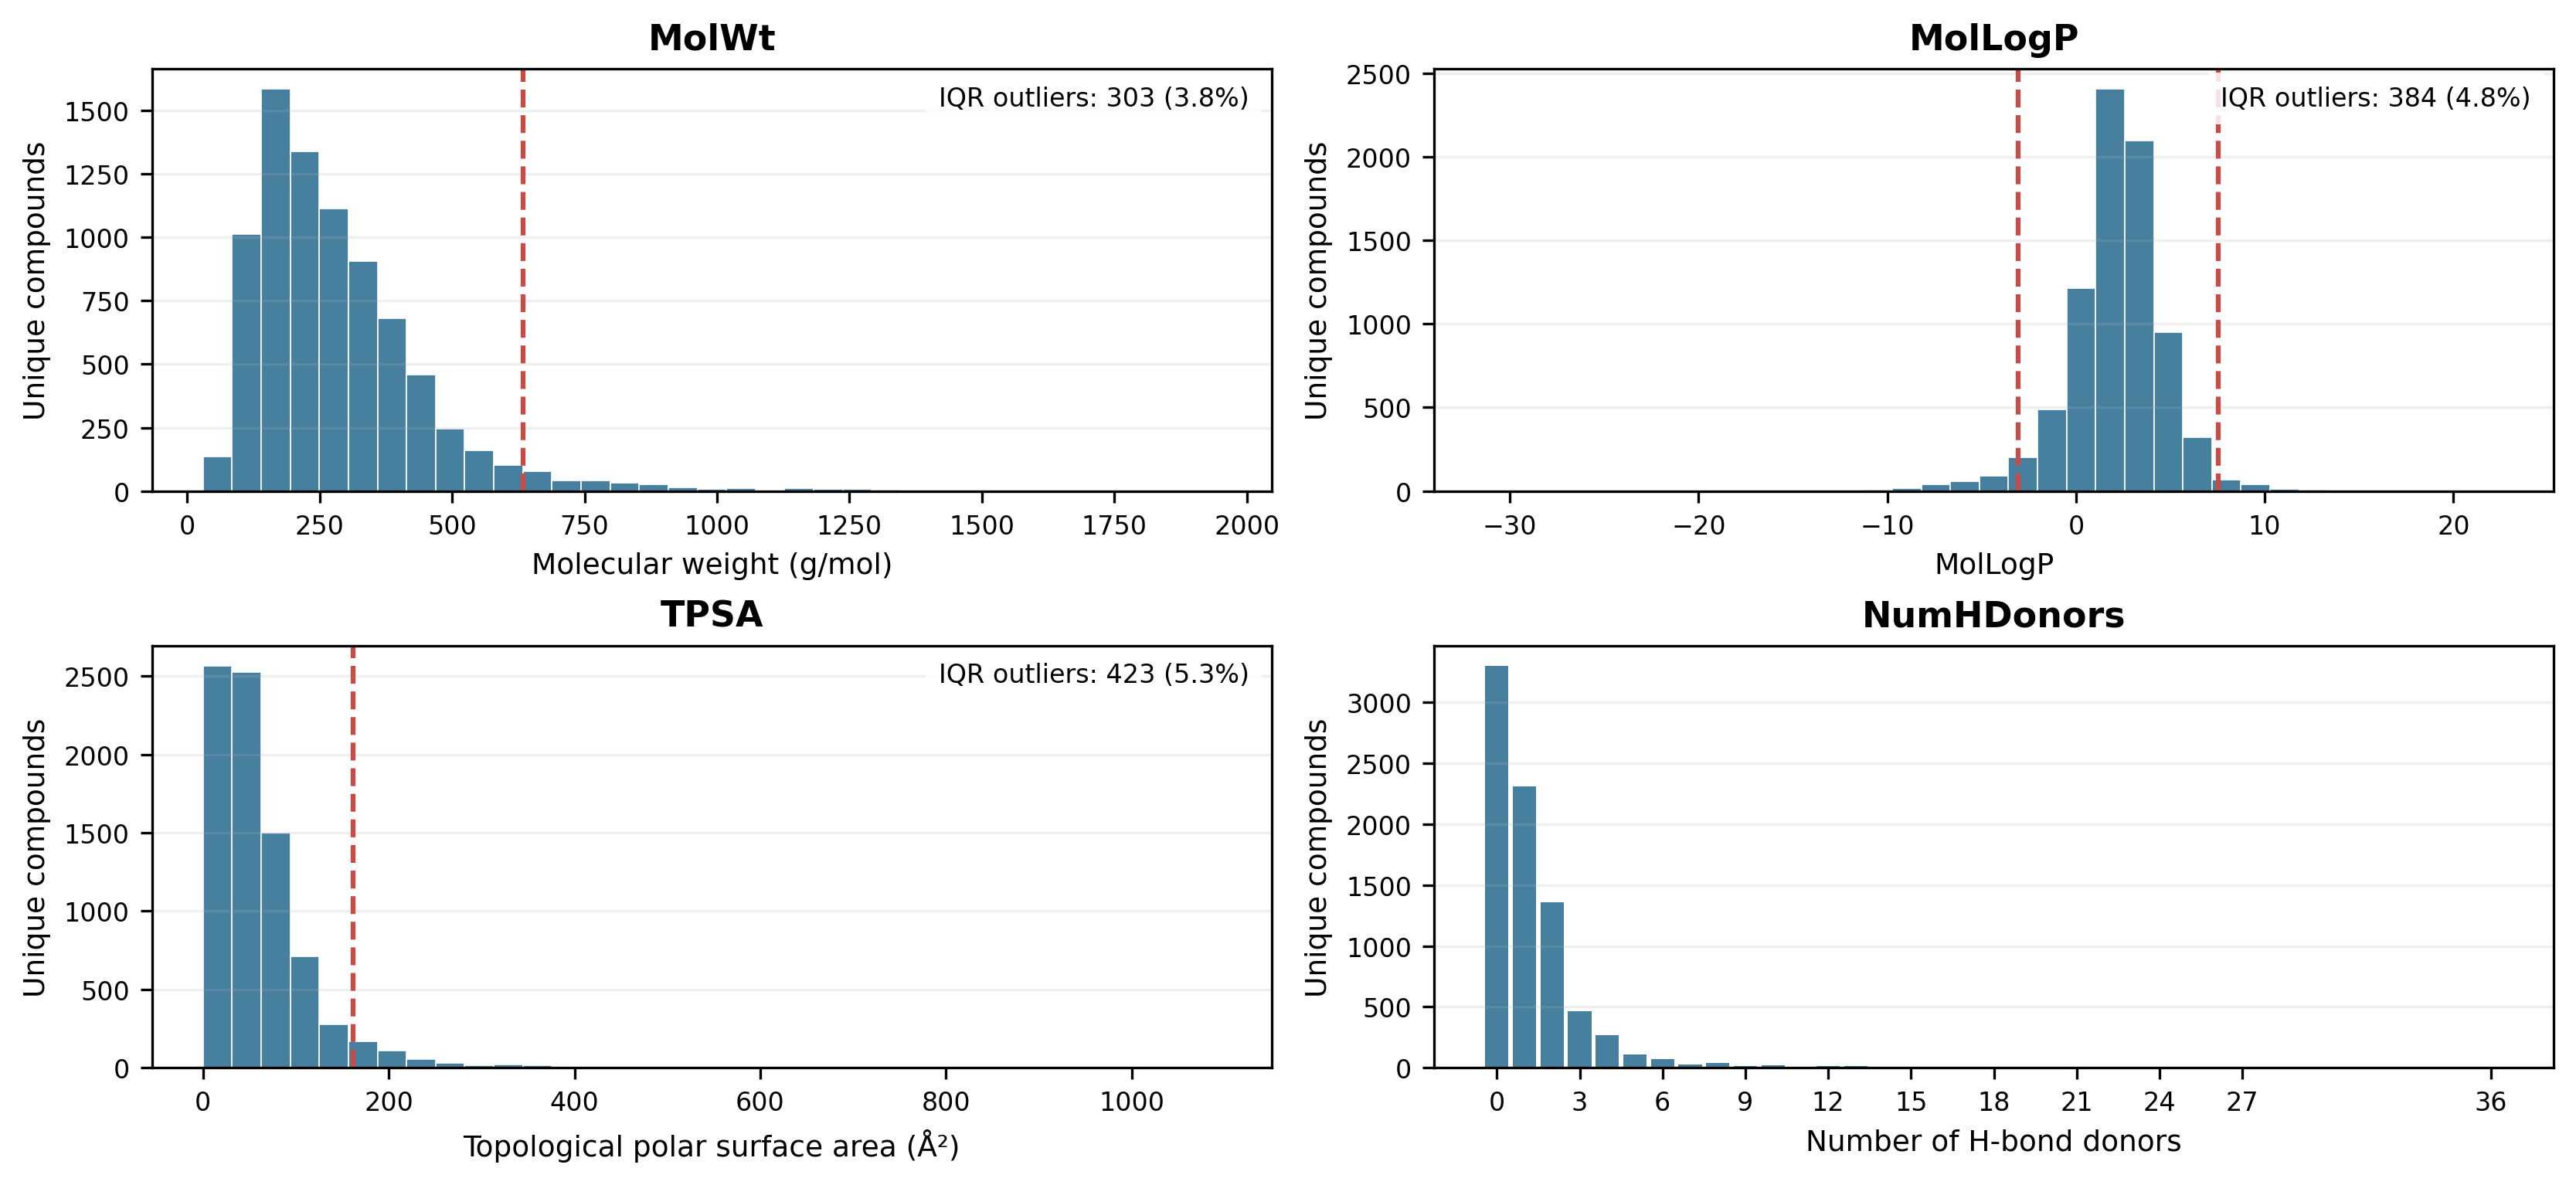 MolWt
IQR outliers: 303 (3.8%)
Unique compounds
1500
1250
1000
750
500
250
0
0 250 500 750 1000 1250 1500 1750 2000
Molecular weight (g/mol)
MolLogP
IQR outliers: 384 (4.8%)
Unique compounds
2500
2000
1500
1000
500
0
−30 −20 −10 0 10 20
MolLogP
TPSA
IQR outliers: 423 (5.3%)
Unique compounds
2500
2000
1500
1000
500
0
0 200 400 600 800 1000
Topological polar surface area (Å²)
NumHDonors
Unique compounds
3000
2500
2000
1500
1000
500
0
0 3 6 9 12 15 18 21 24 27 36
Number of H-bond donors